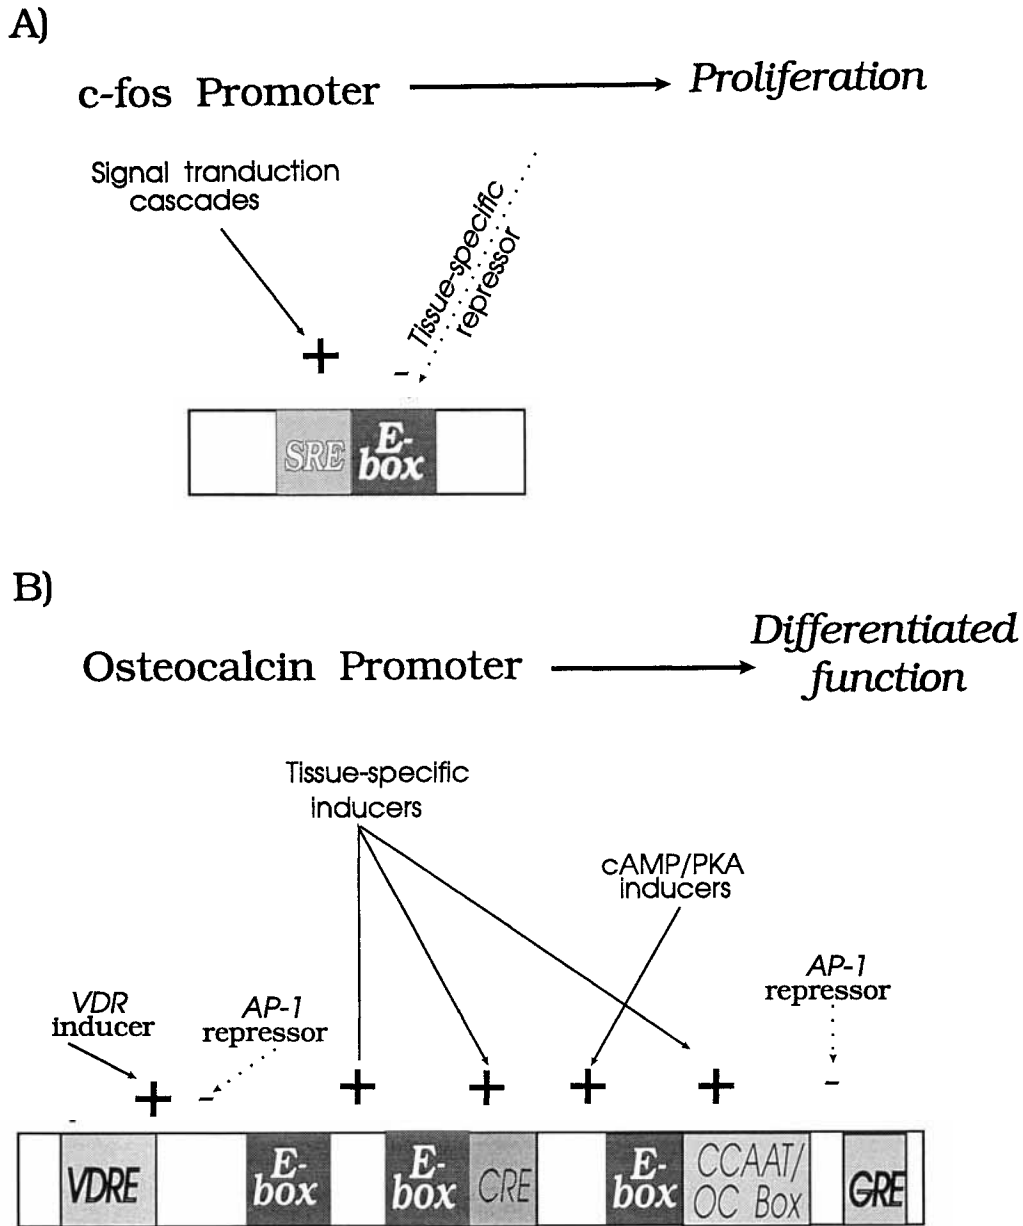 A)
c-fos Promoter
Proliferation
Signal tranduction
cascades
Tissue-specific
repressor
+
-
SRE
E-
box
B)
Osteocalcin Promoter
Differentiated
function
Tissue-specific
inducers
cAMP/PKA
inducers
AP-1
repressor
VDR
inducer
AP-1
repressor
+ - + + + + -
VDRE
E-
box
E-
box
CRE
E-
box
CCAAT/
OC Box
GRE